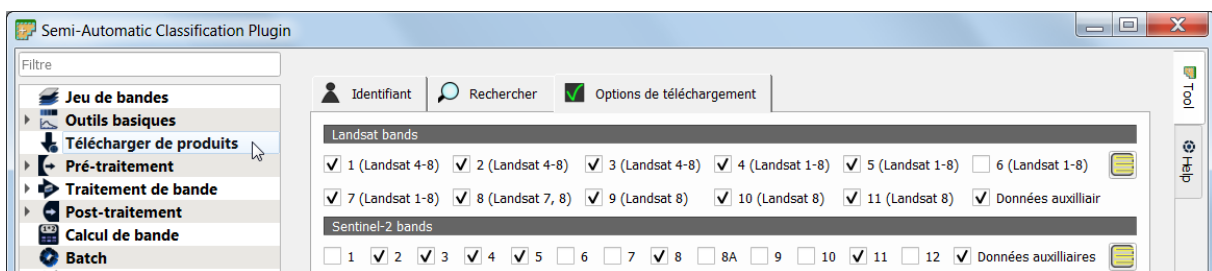 Semi-Automatic Classification Plugin
Filtre
Jeu de bandes
Outils basiques
Télécharger de produits
Pré-traitement
Traitement de bande
Post-traitement
Calcul de bande
Batch
Identifiant Rechercher Options de téléchargement
Landsat bands
1 (Landsat 4-8) 2 (Landsat 4-8) 3 (Landsat 4-8) 4 (Landsat 1-8) 5 (Landsat 1-8) 6 (Landsat 1-8)
7 (Landsat 1-8) 8 (Landsat 7, 8) 9 (Landsat 8) 10 (Landsat 8) 11 (Landsat 8) Données auxilliair
Sentinel-2 bands
1 2 3 4 5 6 7 8 8A 9 10 11 12 Données auxilliaires
Tool
Help